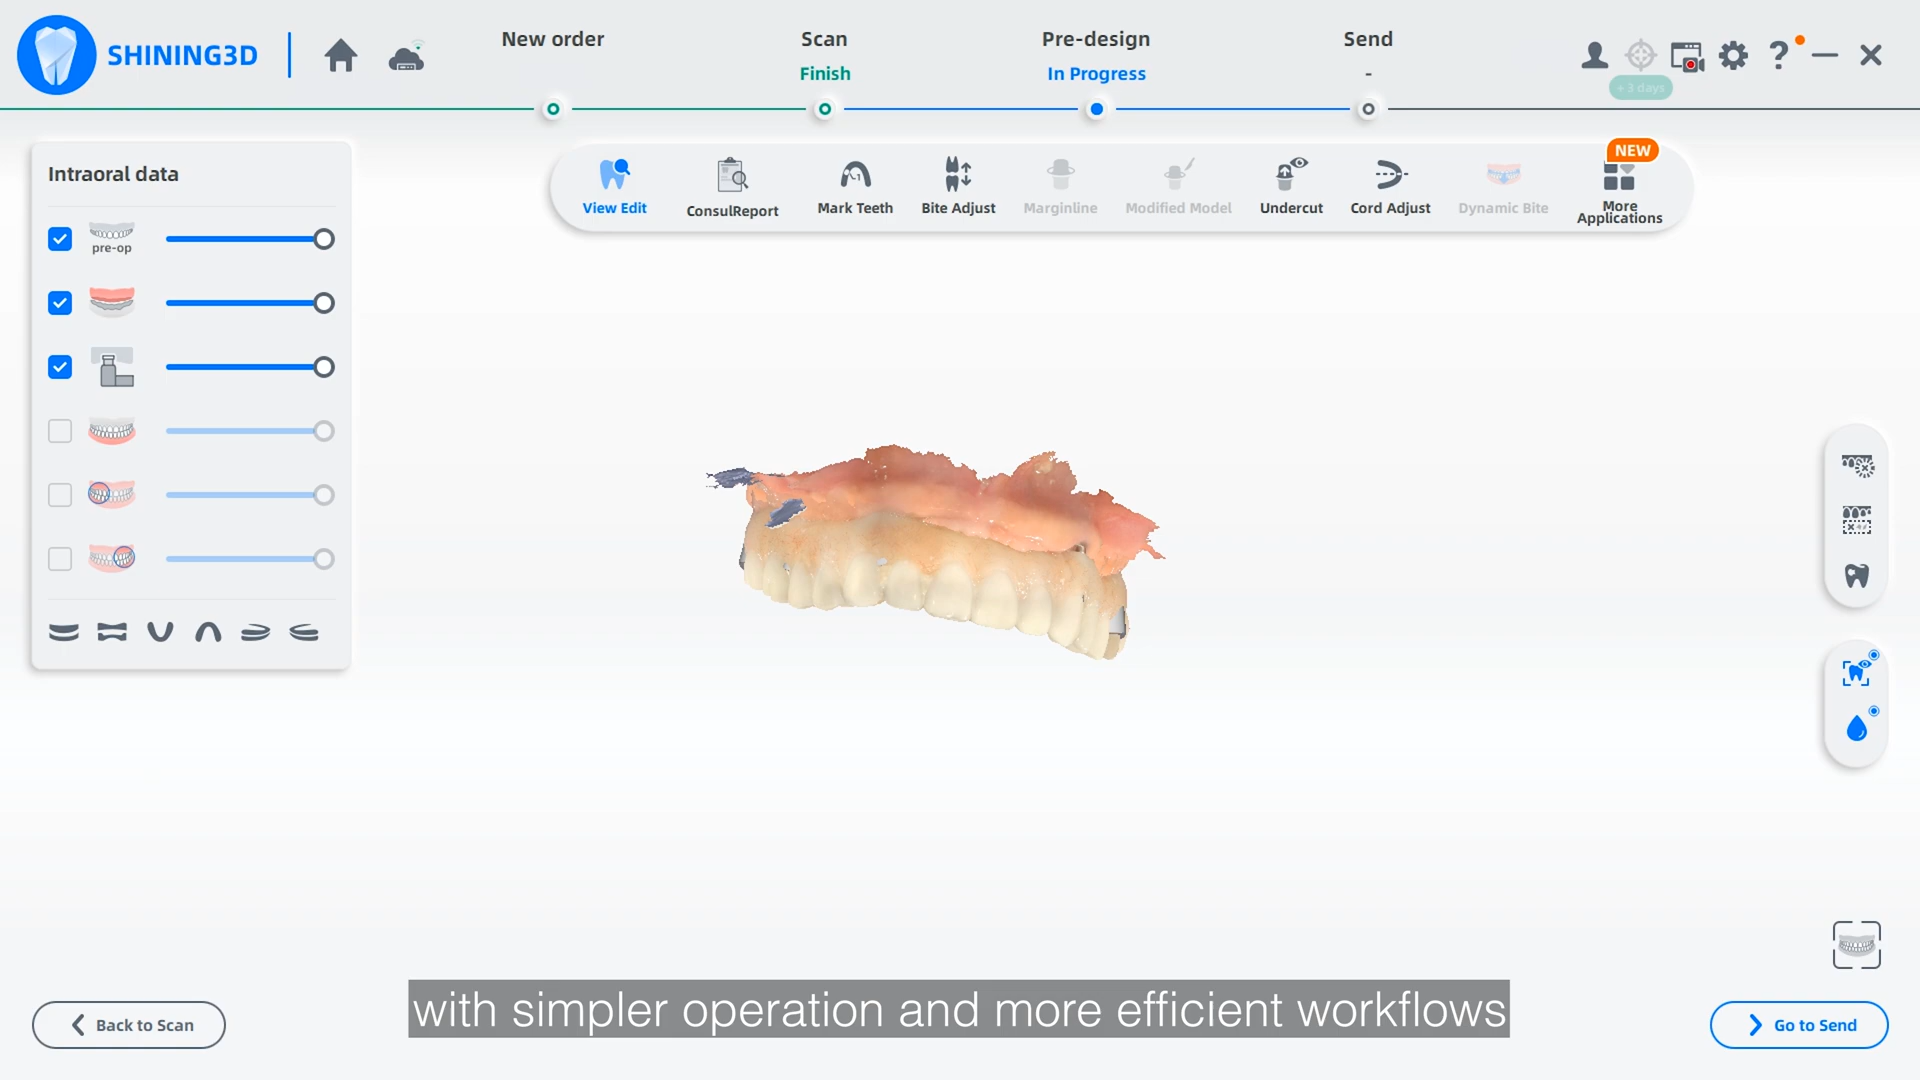 SHINING3D
New order
Scan
Finish
Pre-design
In Progress
Send
-
+ 3 days
Intraoral data
pre-op
View Edit
ConsulReport
Mark Teeth
Bite Adjust
Marginline
Modified Model
Undercut
Cord Adjust
Dynamic Bite
NEW
More
Applications
with simpler operation and more efficient workflows
Back to Scan
Go to Send